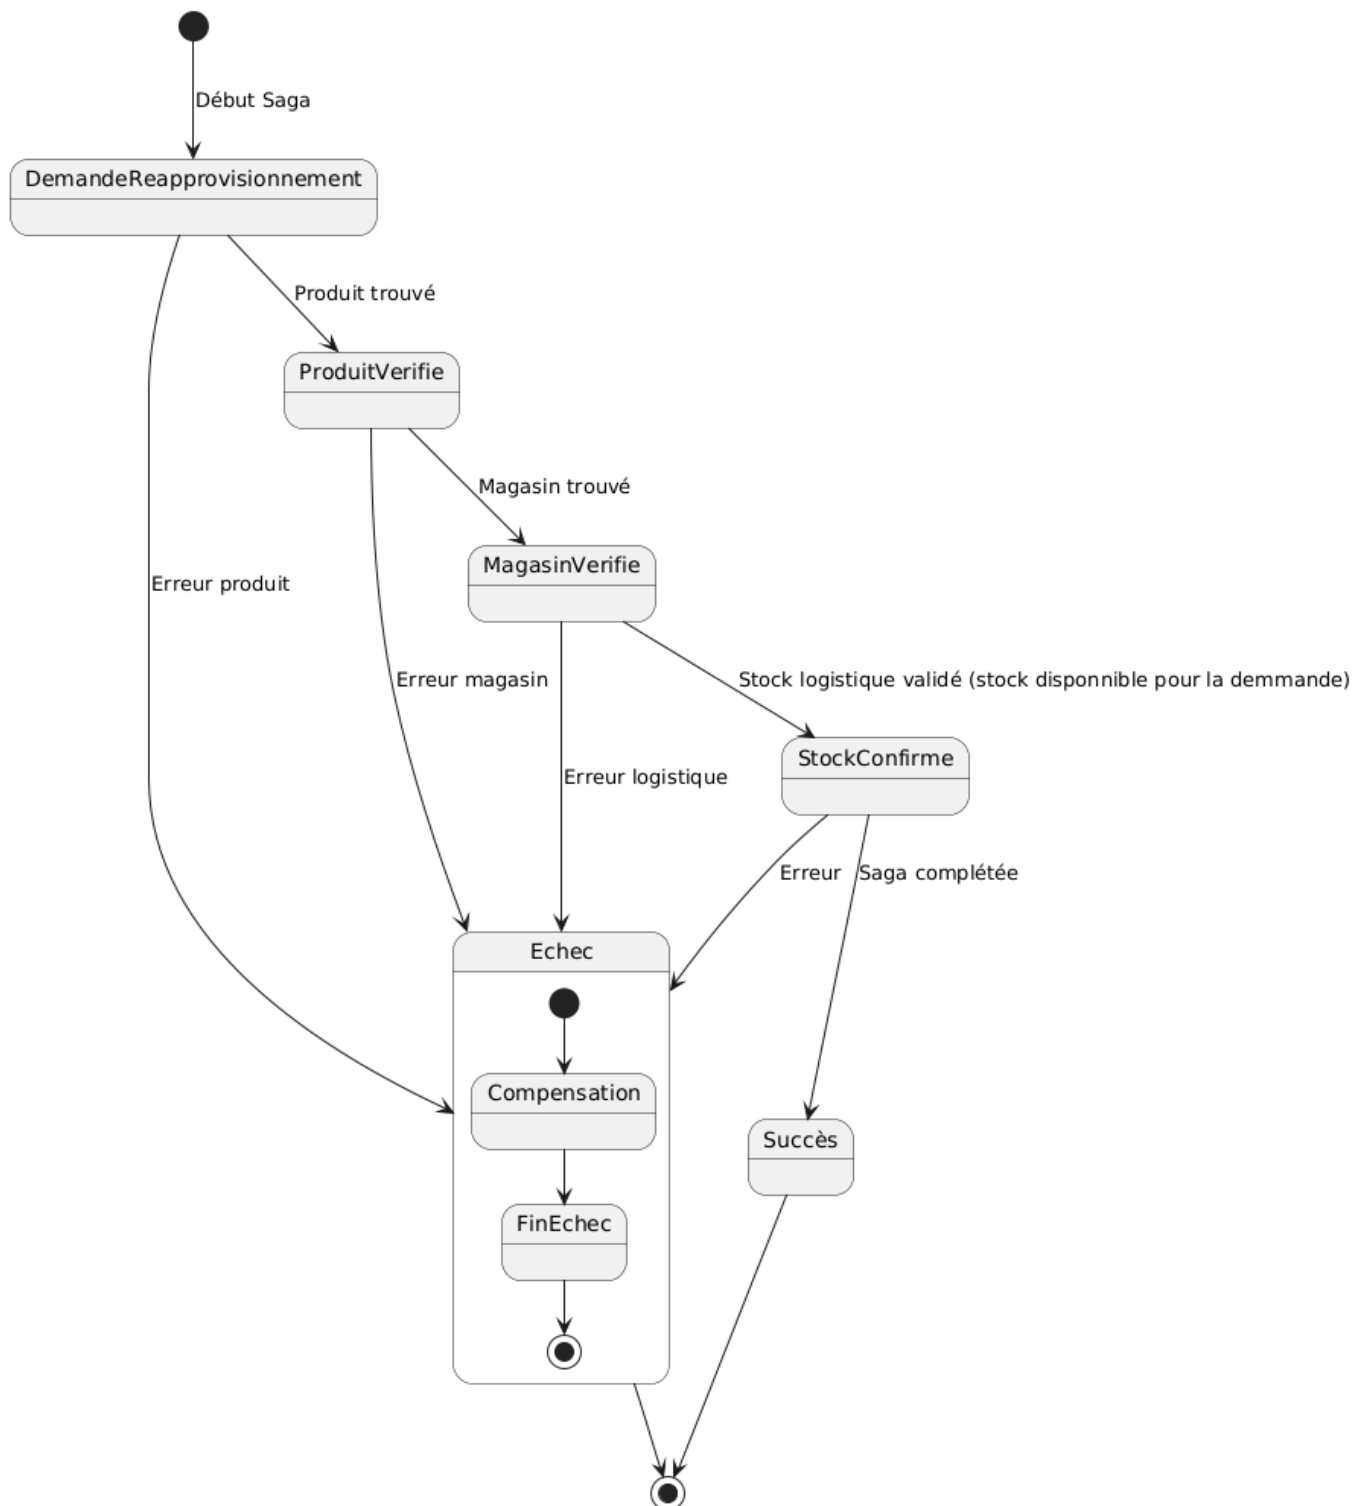 Début Saga
DemandeReapprovisionnement
Produit trouvé
ProduitVerifie
Magasin trouvé
MagasinVerifie
Erreur produit
Erreur magasin
Stock logistique validé (stock disponnible pour la demmande)
StockConfirme
Erreur logistique
Erreur
Saga complétée
Echec
Compensation
Succès
FinEchec